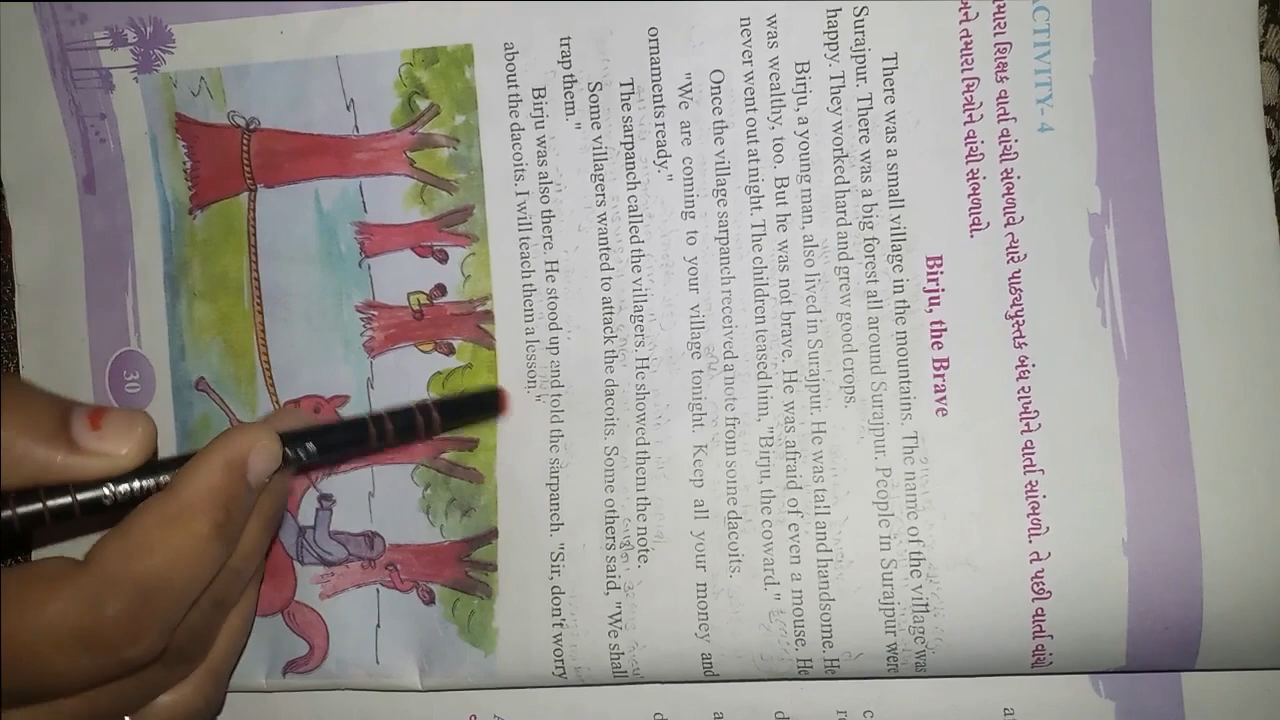 ACTIVITY- 4
તમારા શિક્ષક વાર્તા વાંચી સંભળાવે ત્યારે પાઠ્યપુસ્તક બંધ રાખીને વાર્તા સાંભળો. તે પછી વાર્તા વાંચો
અને તમારા મિત્રોને વાંચી સંભળાવો.
Birju, the Brave
There was a small village in the mountains. The name of the village was
Surajpur. There was a big forest all around Surajpur. People in Surajpur were
happy. They worked hard and grew good crops.
Birju, a young man, also lived in Surajpur. He was tall and handsome. He
was wealthy, too. But he was not brave. He was afraid of even a mouse. He
never went out at night. The children teased him, "Birju, the coward."
Once the village sarpanch received a note from some dacoits.
"We are coming to your village tonight. Keep all your money and
ornaments ready."
The sarpanch called the villagers. He showed them the note.
Some villagers wanted to attack the dacoits. Some others said, "We shall
trap them."
Birju was also there. He stood up and told the sarpanch. "Sir, don't worry
about the dacoits. I will teach them a lesson."
30